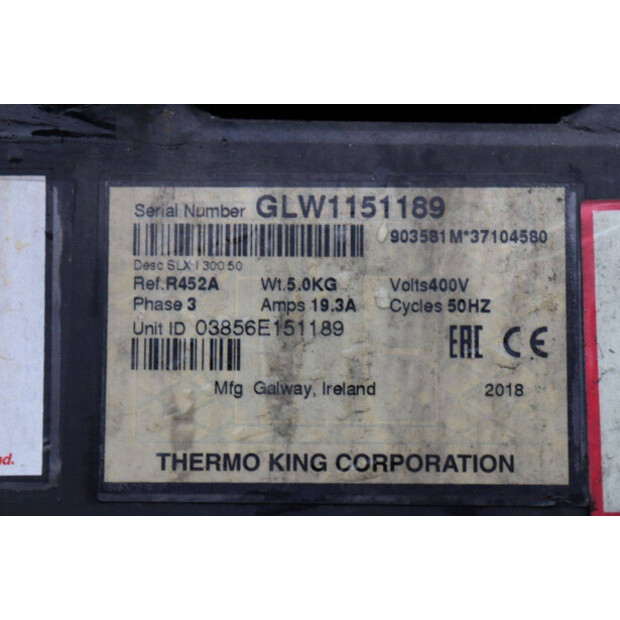 Serial Number GLW1151189
903581M*37104580
Desc SLX I 300 50
Ref.R452A Wt.5.0KG Volts400V
Phase 3 Amps 19.3A Cycles 50HZ
Unit ID 03856E151189
EAC CE
Mfg Galway, Ireland 2018
THERMO KING CORPORATION
nd.